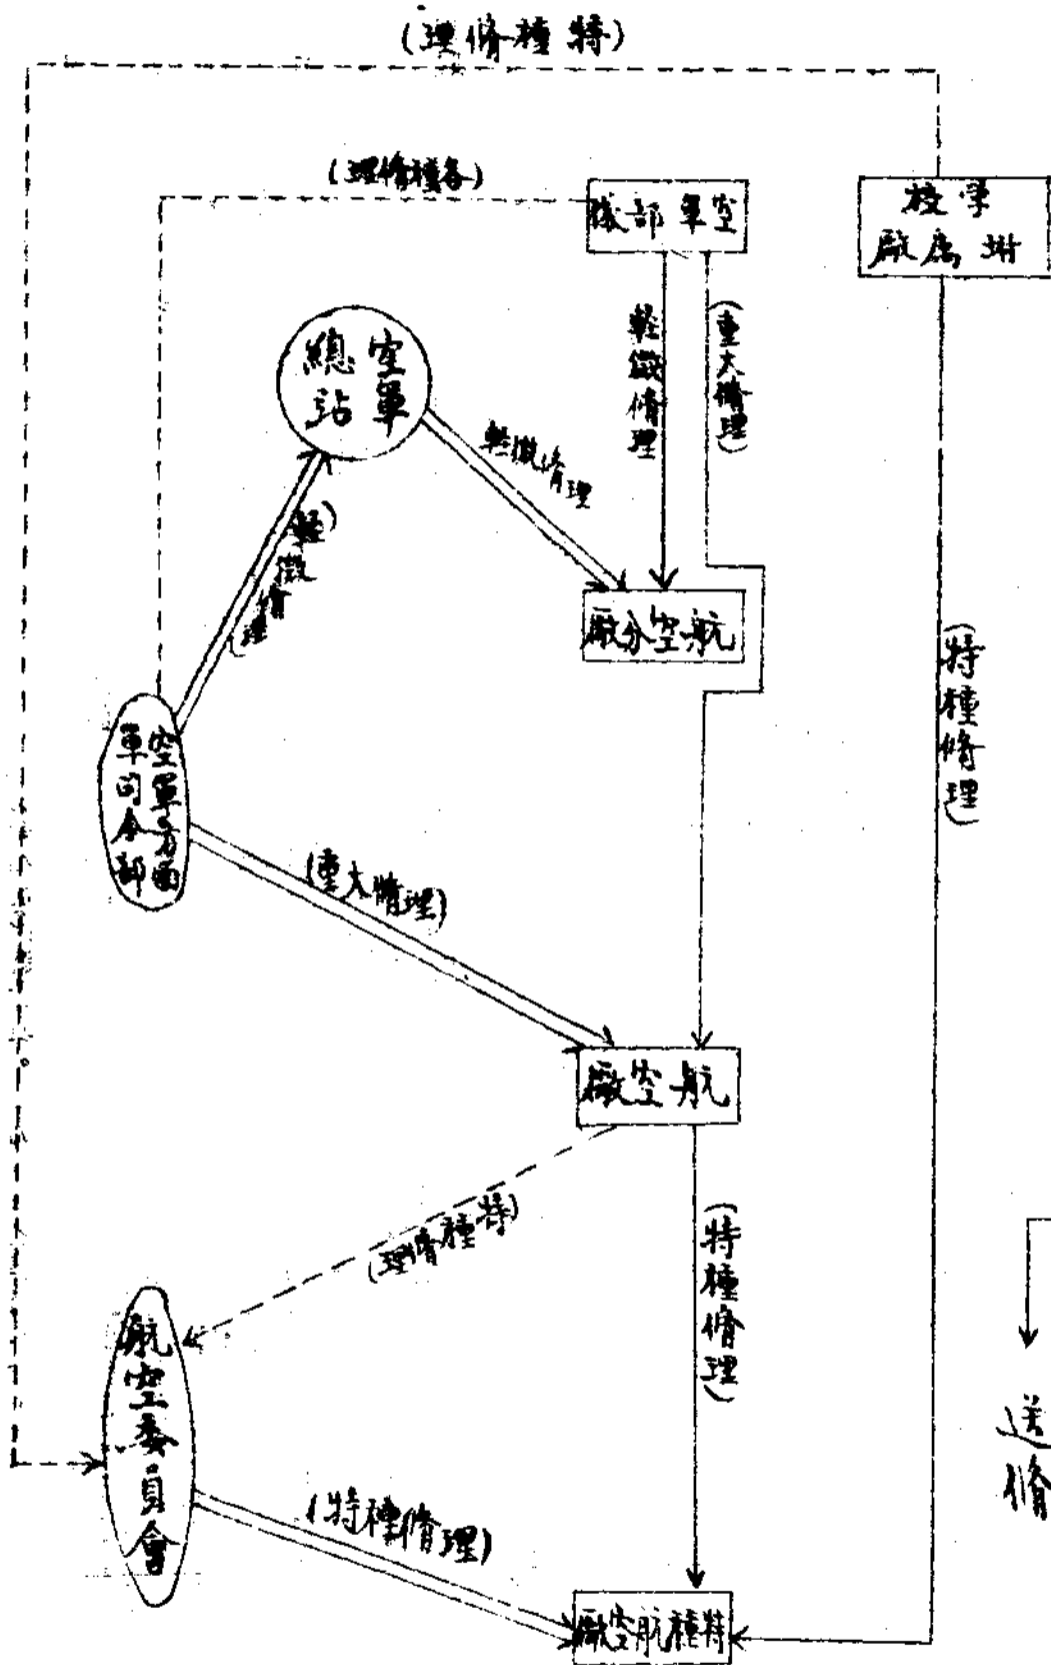 (特種修理)
(各種修理)
空軍部隊
學校
附屬廠
空軍
總站
輕微修理
(重大修理)
輕微修理
(輕微修理)
航空分廠
(特種修理)
空軍方面
軍司令部
(重大修理)
航空廠
(特種修理)
(特種修理)
航空委員會
送修
(特種修理)
特種航空廠